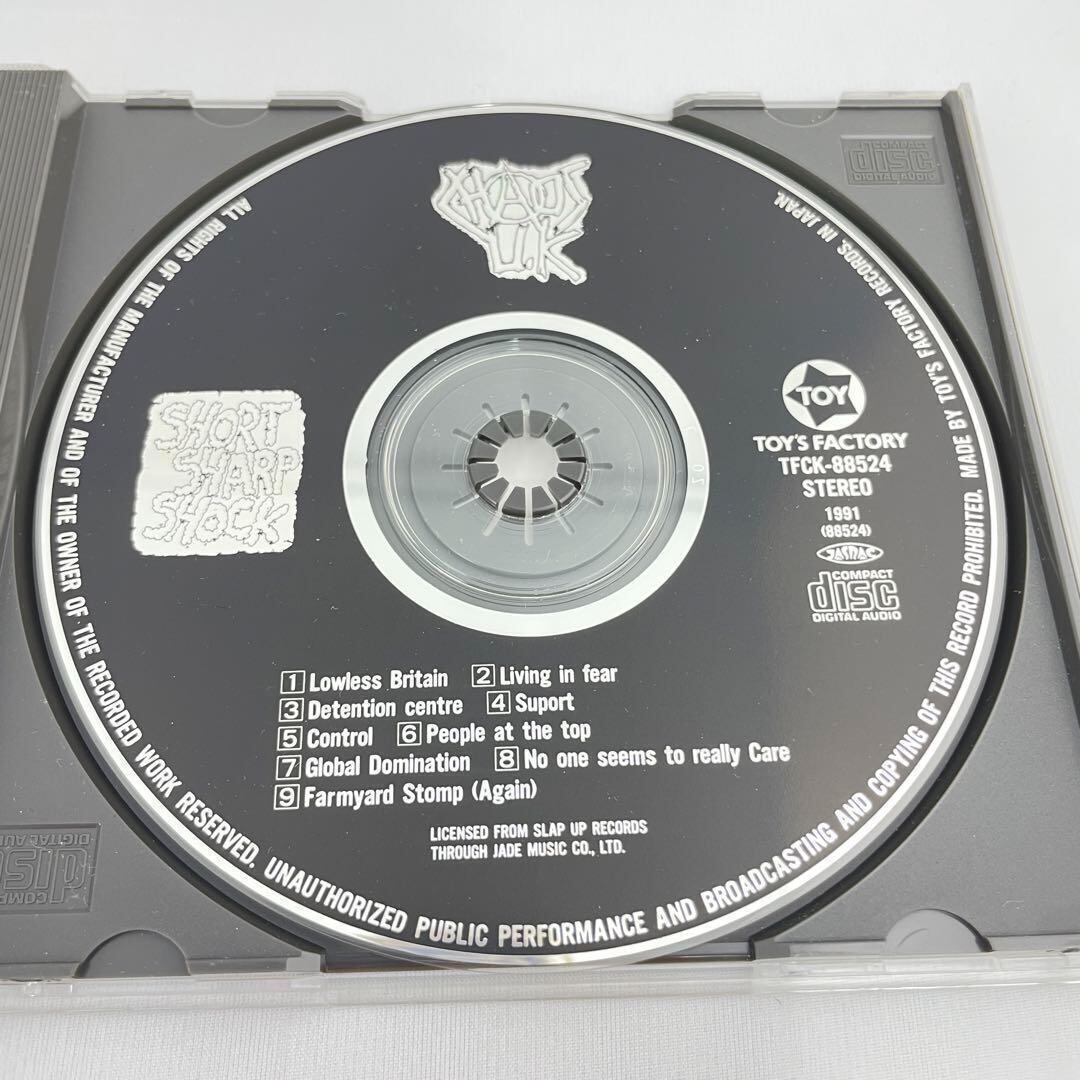 CHAOS
U.K
SHORT
SHARP
SHOCK
TOY
TOY'S FACTORY
TFCK-88524
STEREO
1991
(88524)
JASRAC
COMPACT
disc
DIGITAL AUDIO
1 Lowless Britain 2 Living in fear
3 Detention centre 4 Suport
5 Control 6 People at the top
7 Global Domination 8 No one seems to really Care
9 Farmyard Stomp (Again)
LICENSED FROM SLAP UP RECORDS
THROUGH JADE MUSIC CO., LTD.
ALL RIGHTS OF THE MANUFACTURER AND OF THE OWNER OF THE RECORDED WORK RESERVED. UNAUTHORIZED PUBLIC PERFORMANCE AND BROADCASTING AND COPYING OF THIS RECORD PROHIBITED. MADE BY TOY'S FACTORY RECORDS. IN JAPAN.
COMPACT
disc
DIGITAL AUDIO